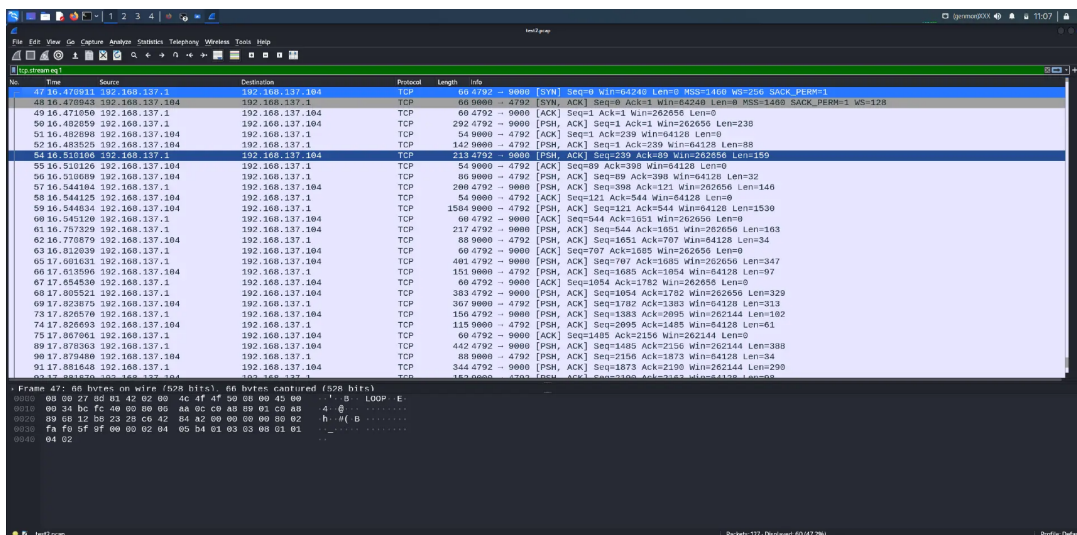 1 2 3 4
(genmon)XXX 11:07
test2.pcap
File Edit View Go Capture Analyze Statistics Telephony Wireless Tools Help
tcp.stream eq 1
No. Time Source Destination Protocol Length Info
47 16.470911 192.168.137.1 192.168.137.104 TCP 66 4792 → 9000 [SYN] Seq=0 Win=64240 Len=0 MSS=1460 WS=256 SACK_PERM=1
48 16.470943 192.168.137.104 192.168.137.1 TCP 66 9000 → 4792 [SYN, ACK] Seq=0 Ack=1 Win=64240 Len=0 MSS=1460 SACK_PERM=1 WS=128
49 16.471050 192.168.137.1 192.168.137.104 TCP 60 4792 → 9000 [ACK] Seq=1 Ack=1 Win=262656 Len=0
50 16.482859 192.168.137.1 192.168.137.104 TCP 292 4792 → 9000 [PSH, ACK] Seq=1 Ack=1 Win=262656 Len=238
51 16.482898 192.168.137.104 192.168.137.1 TCP 54 9000 → 4792 [ACK] Seq=1 Ack=239 Win=64128 Len=0
52 16.483525 192.168.137.104 192.168.137.1 TCP 142 9000 → 4792 [PSH, ACK] Seq=1 Ack=239 Win=64128 Len=88
54 16.510106 192.168.137.1 192.168.137.104 TCP 213 4792 → 9000 [PSH, ACK] Seq=239 Ack=89 Win=262656 Len=159
55 16.510126 192.168.137.104 192.168.137.1 TCP 54 9000 → 4792 [ACK] Seq=89 Ack=398 Win=64128 Len=0
56 16.510689 192.168.137.104 192.168.137.1 TCP 86 9000 → 4792 [PSH, ACK] Seq=89 Ack=398 Win=64128 Len=32
57 16.544104 192.168.137.1 192.168.137.104 TCP 200 4792 → 9000 [PSH, ACK] Seq=398 Ack=121 Win=262656 Len=146
58 16.544125 192.168.137.104 192.168.137.1 TCP 54 9000 → 4792 [ACK] Seq=121 Ack=544 Win=64128 Len=0
59 16.544834 192.168.137.104 192.168.137.1 TCP 1584 9000 → 4792 [PSH, ACK] Seq=121 Ack=544 Win=64128 Len=1530
60 16.545120 192.168.137.1 192.168.137.104 TCP 60 4792 → 9000 [ACK] Seq=544 Ack=1651 Win=262656 Len=0
61 16.757329 192.168.137.1 192.168.137.104 TCP 217 4792 → 9000 [PSH, ACK] Seq=544 Ack=1651 Win=262656 Len=163
62 16.770879 192.168.137.104 192.168.137.1 TCP 88 9000 → 4792 [PSH, ACK] Seq=1651 Ack=707 Win=64128 Len=34
63 16.812039 192.168.137.1 192.168.137.104 TCP 60 4792 → 9000 [ACK] Seq=707 Ack=1685 Win=262656 Len=0
65 17.601631 192.168.137.1 192.168.137.104 TCP 401 4792 → 9000 [PSH, ACK] Seq=707 Ack=1685 Win=262656 Len=347
66 17.613596 192.168.137.104 192.168.137.1 TCP 151 9000 → 4792 [PSH, ACK] Seq=1685 Ack=1054 Win=64128 Len=97
67 17.654530 192.168.137.1 192.168.137.104 TCP 60 4792 → 9000 [ACK] Seq=1054 Ack=1782 Win=262656 Len=0
68 17.805521 192.168.137.1 192.168.137.104 TCP 383 4792 → 9000 [PSH, ACK] Seq=1054 Ack=1782 Win=262656 Len=329
69 17.823875 192.168.137.104 192.168.137.1 TCP 367 9000 → 4792 [PSH, ACK] Seq=1782 Ack=1383 Win=64128 Len=313
73 17.826570 192.168.137.1 192.168.137.104 TCP 156 4792 → 9000 [PSH, ACK] Seq=1383 Ack=2095 Win=262144 Len=102
74 17.826693 192.168.137.104 192.168.137.1 TCP 115 9000 → 4792 [PSH, ACK] Seq=2095 Ack=1485 Win=64128 Len=61
75 17.867061 192.168.137.1 192.168.137.104 TCP 60 4792 → 9000 [ACK] Seq=1485 Ack=2156 Win=262144 Len=0
89 17.878363 192.168.137.1 192.168.137.104 TCP 442 4792 → 9000 [PSH, ACK] Seq=1485 Ack=2156 Win=262144 Len=388
90 17.879480 192.168.137.104 192.168.137.1 TCP 88 9000 → 4792 [PSH, ACK] Seq=2156 Ack=1873 Win=64128 Len=34
91 17.881648 192.168.137.1 192.168.137.104 TCP 344 4792 → 9000 [PSH, ACK] Seq=1873 Ack=2190 Win=262144 Len=290
Frame 47: 66 bytes on wire (528 bits), 66 bytes captured (528 bits)
0000 08 00 27 8d 81 42 02 00 4c 4f 4f 50 08 00 45 00 ··'··B·· LOOP··E·
0010 00 34 bc fc 40 00 80 06 aa 0c c0 a8 89 01 c0 a8 ·4··@··· ········
0020 89 68 12 b8 23 28 c6 42 84 a2 00 00 00 00 80 02 ·h··#(·B ········
0030 fa f0 5f 9f 00 00 02 04 05 b4 01 03 03 08 01 01 ··_····· ········
0040 04 02 ··
test2.pcap